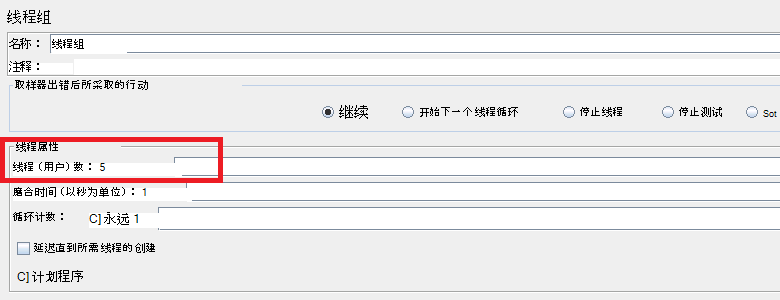 线程组
名称： 线程组
注释：
取样器出错后所采取的行动
继续 开始下一个线程循环 停止线程 停止测试 Sot
线程属性
线程（用户）数： 5
磨合时间（以秒为单位）： 1
循环计数： C] 永远 1
延迟直到所需线程的创建
C] 计划程序